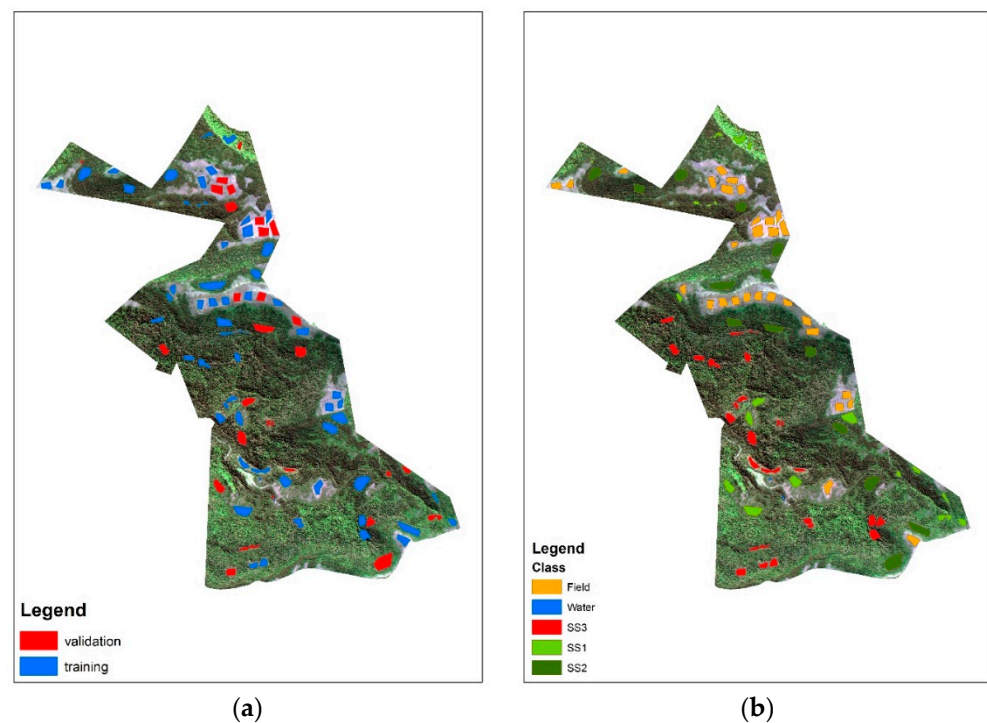 Legend
validation
training
Legend
Class
Field
Water
SS3
SS1
SS2
(a)
(b)